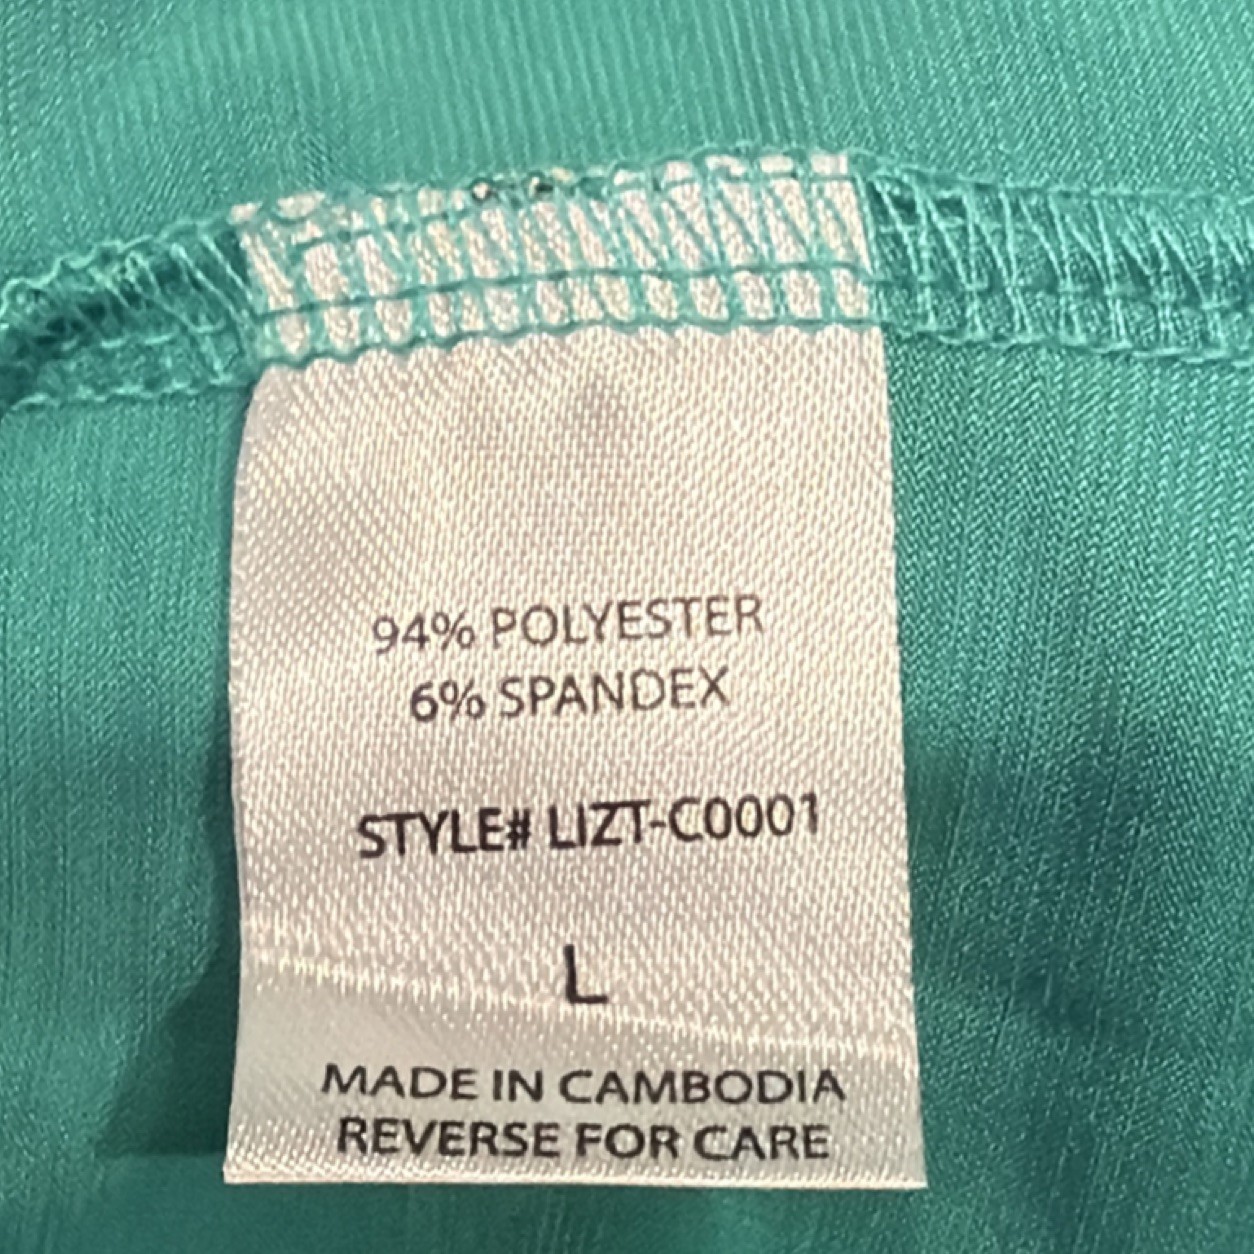 94% POLYESTER
6% SPANDEX
STYLE# LIZT-C0001
L
MADE IN CAMBODIA
REVERSE FOR CARE